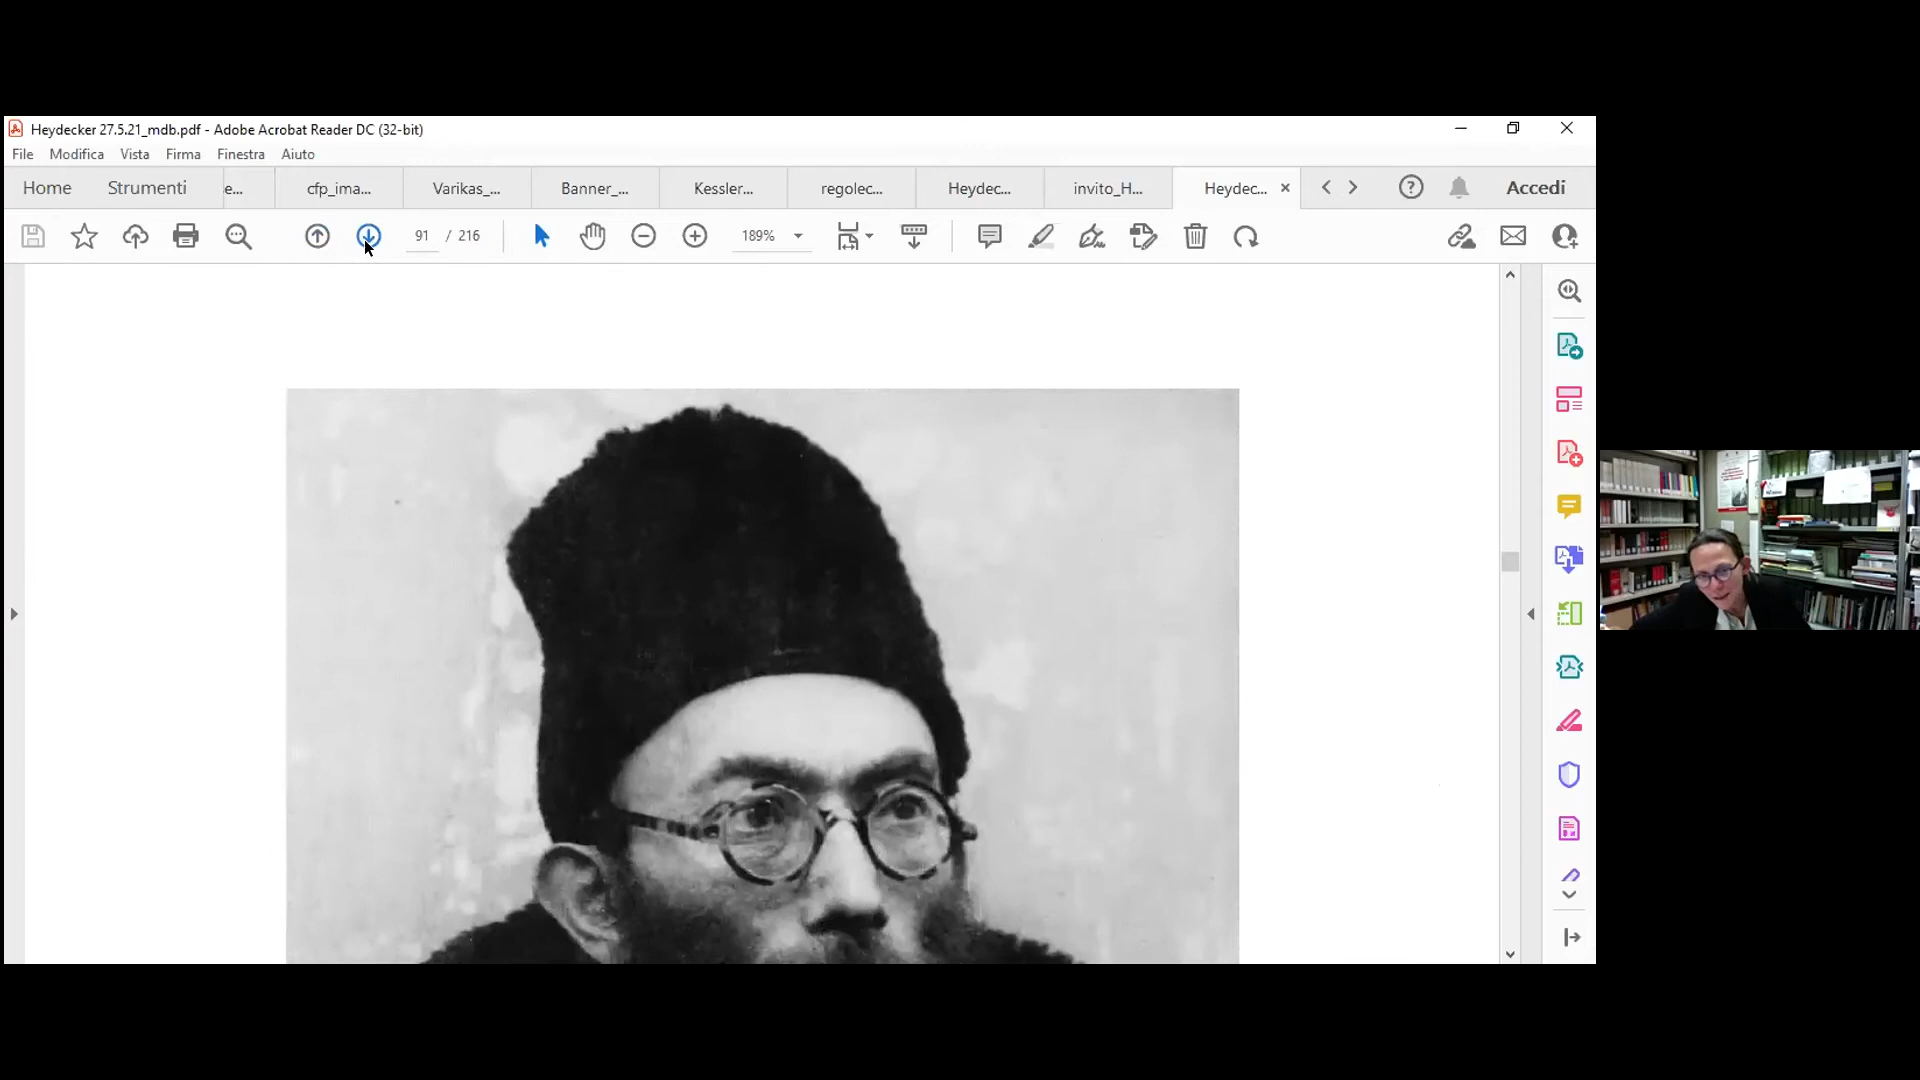 Heydecker 27.5.21_mdb.pdf - Adobe Acrobat Reader DC (32-bit)
File Modifica Vista Firma Finestra Aiuto
Home Strumenti e... cfp_ima... Varikas_... Banner_... Kessler... regolec... Heydec... invito_H... Heydec... Accedi
91 / 216 189%